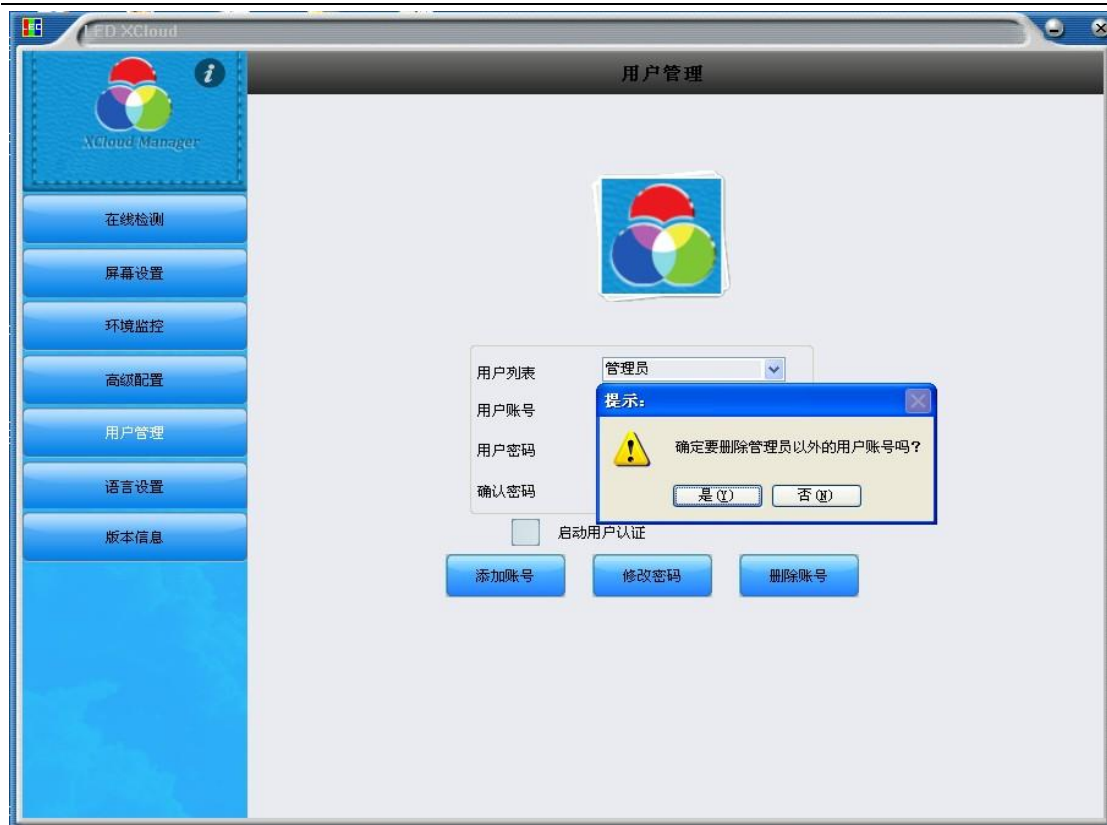 LED XCloud
XCloud Manager
用户管理
在线检测
屏幕设置
环境监控
高级配置
用户管理
语言设置
版本信息
用户列表
管理员
用户账号
用户密码
确认密码
提示:
确定要删除管理员以外的用户账号吗?
是(Y)
否(N)
启动用户认证
添加账号
修改密码
删除账号